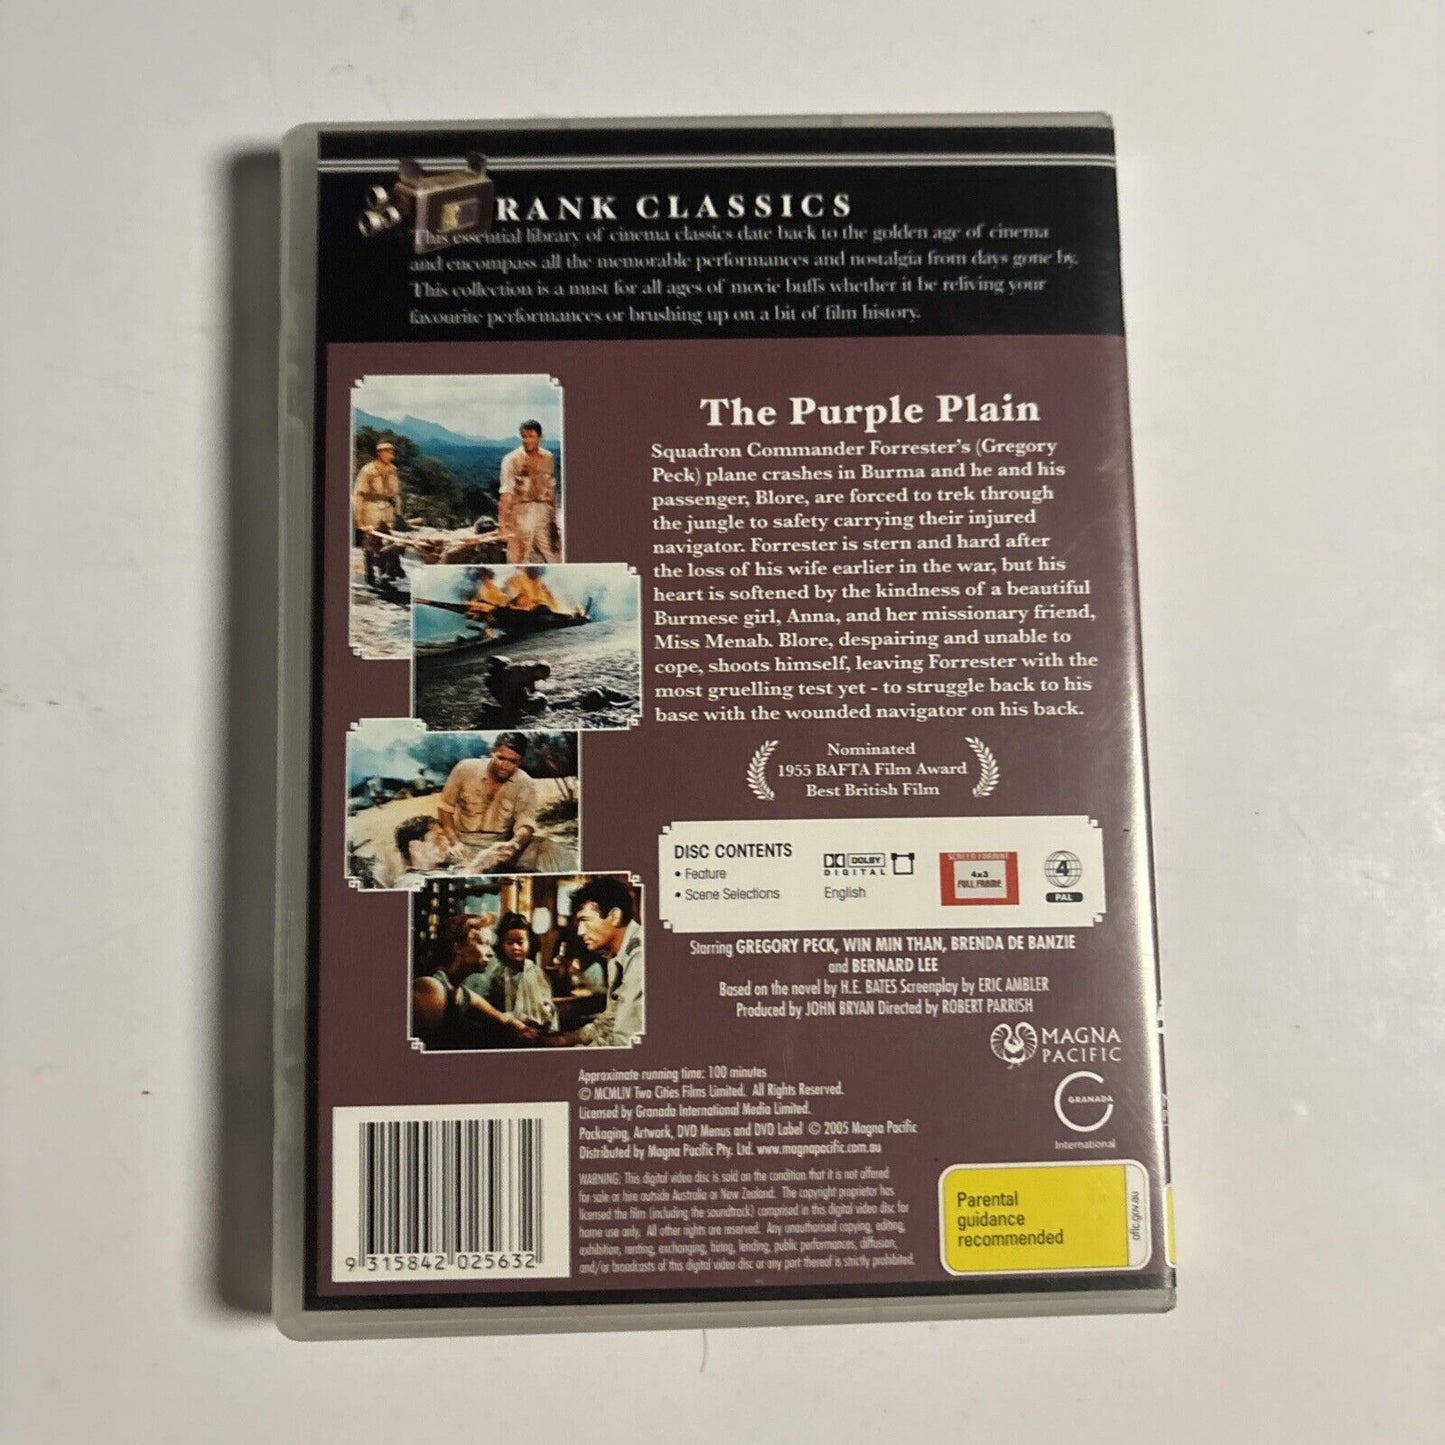 RANK CLASSICS
This essential library of cinema classics date back to the golden age of cinema
and encompass all the memorable performances and nostalgia from days gone by.
This collection is a must for all ages of movie buffs whether it be reliving your
favourite performances or brushing up on a bit of film history.
The Purple Plain
Squadron Commander Forrester's (Gregory
Peck) plane crashes in Burma and he and his
passenger, Blore, are forced to trek through
the jungle to safety carrying their injured
navigator. Forrester is stern and hard after
the loss of his wife earlier in the war, but his
heart is softened by the kindness of a beautiful
Burmese girl, Anna, and her missionary friend,
Miss Menab. Blore, despairing and unable to
cope, shoots himself, leaving Forrester with the
most gruelling test yet - to struggle back to his
base with the wounded navigator on his back.
Nominated
1955 BAFTA Film Award
Best British Film
DISC CONTENTS
• Feature
• Scene Selections
DOLBY
DIGITAL
English
SCREEN FORMAT
4x3
FULL FRAME
4
PAL
Starring GREGORY PECK, WIN MIN THAN, BRENDA DE BANZIE
and BERNARD LEE
Based on the novel by H.E. BATES Screenplay by ERIC AMBLER
Produced by JOHN BRYAN Directed by ROBERT PARRISH
MAGNA
PACIFIC
GRANADA
International
Approximate running time: 100 minutes
© MCMLIV Two Cities Films Limited. All Rights Reserved.
Licensed by Granada International Media Limited.
Packaging, Artwork, DVD Menus and DVD Label © 2005 Magna Pacific
Distributed by Magna Pacific Pty. Ltd. www.magnapacific.com.au
WARNING: This digital video disc is sold on the condition that it is not offered
for sale or hire outside Australia or New Zealand. The copyright proprietor has
licensed the film (including the soundtrack) comprised in this digital video disc for
home use only. All other rights are reserved. Any unauthorised copying, editing,
exhibition, renting, exchanging, hiring, lending, public performances, diffusion,
and/or broadcasts of this digital video disc or any part thereof is strictly prohibited.
9 315842 025632
Parental
guidance
recommended
oflc.gov.au